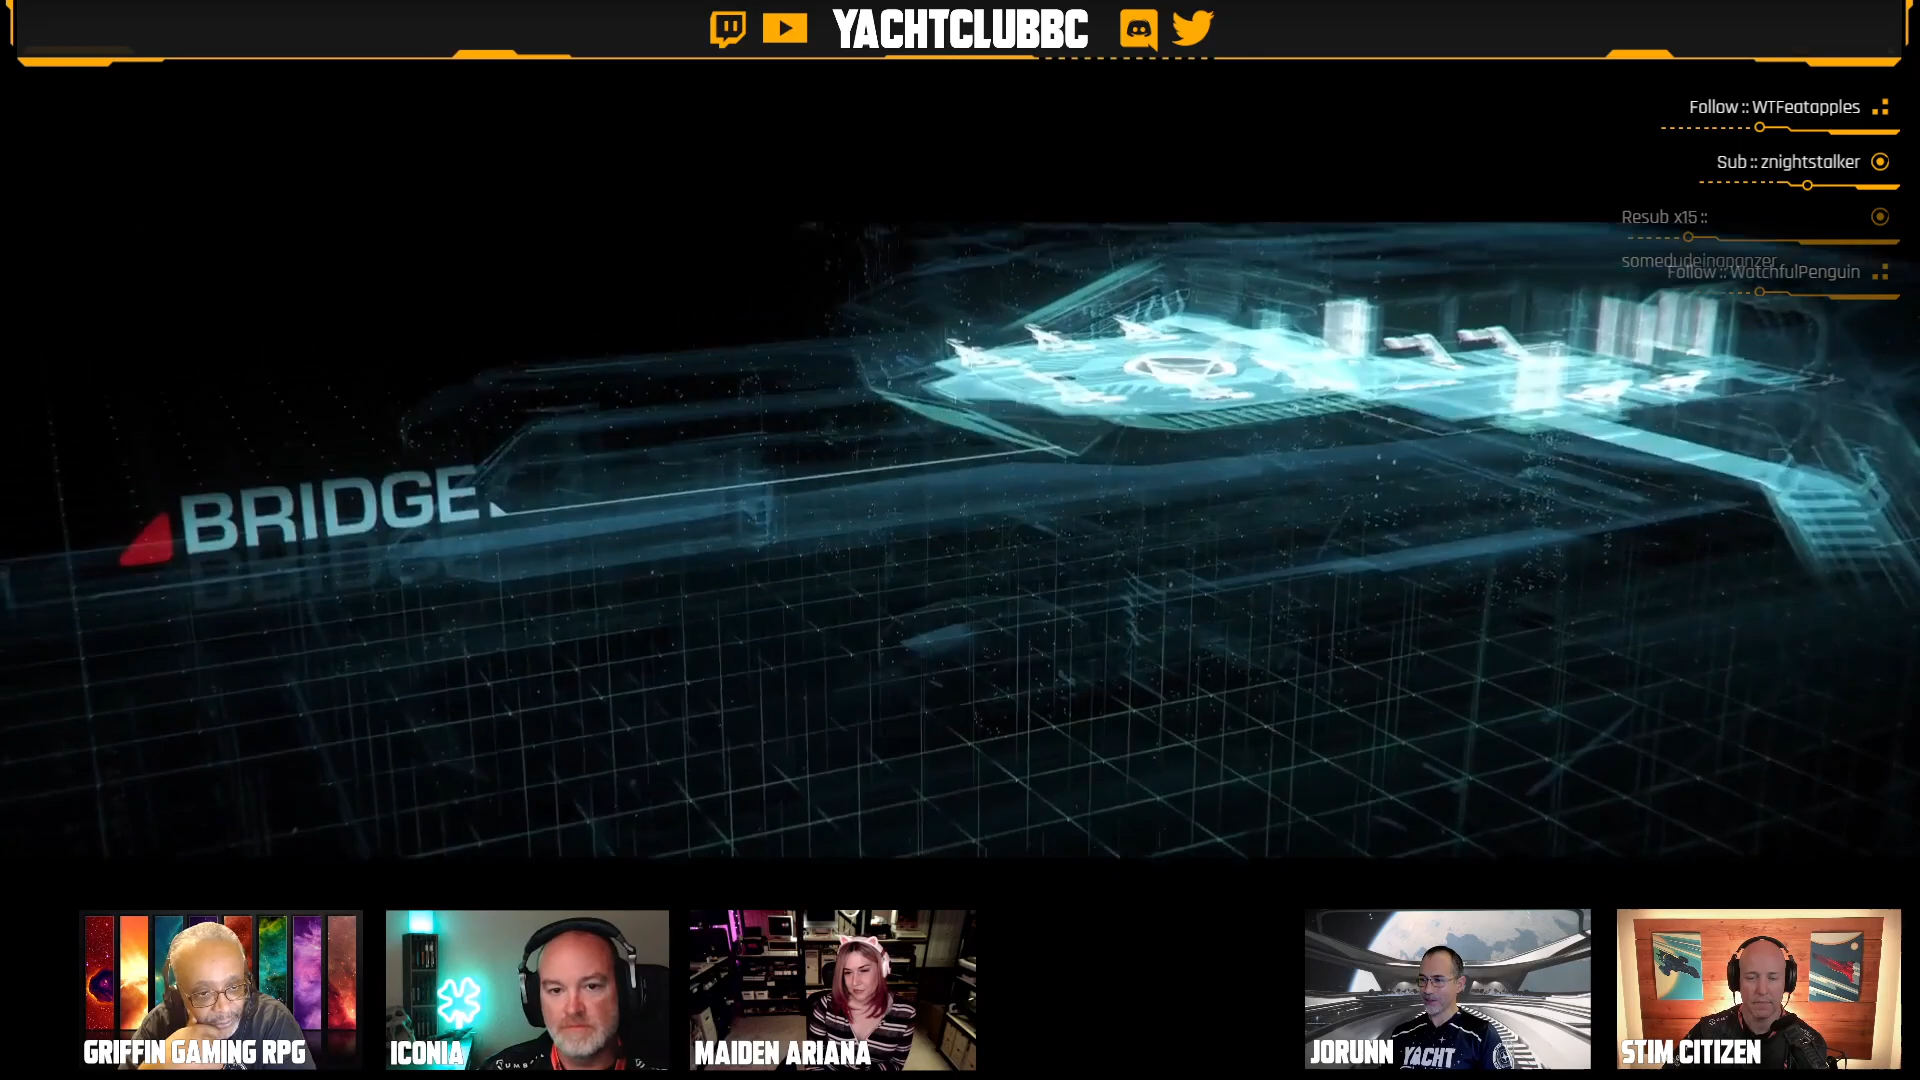 YACHTCLUBBC
Follow :: WTFeatapples
Sub :: znightstalker
Resub x15 ::
somedudeinapanzer
Follow :: WatchfulPenguin
BRIDGE
GRIFFIN GAMING RPG
ICONIA
MAIDEN ARIANA
JORUNN
YACHT
STIM CITIZEN